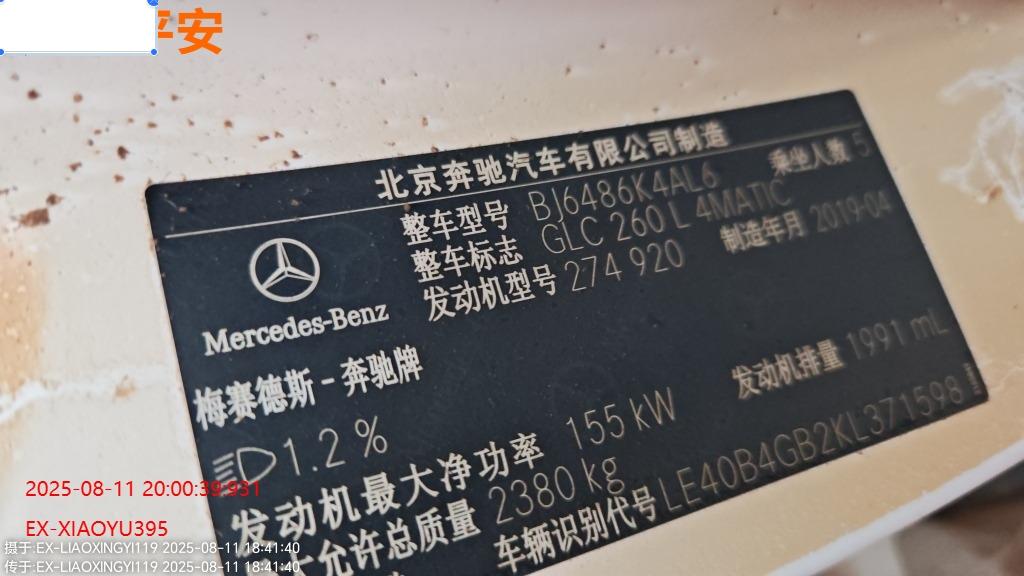 平安
北京奔驰汽车有限公司制造
整车型号 BJ6486K4AL6 乘坐人数 5
整车标志 GLC 260 L 4MATIC
发动机型号 274 920 制造年月 2019-04
Mercedes-Benz
梅赛德斯-奔驰牌
1.2 %
发动机最大净功率 155 kW 发动机排量 1991 mL
允许总质量 2380 kg
车辆识别代号 LE40B4GB2KL371598
2025-08-11 20:00:39:931
EX-XIAOYU395
摄于:EX-LIAOXINGYI119 2025-08-11 18:41:40
传于:EX-LIAOXINGYI119 2025-08-11 18:41:40